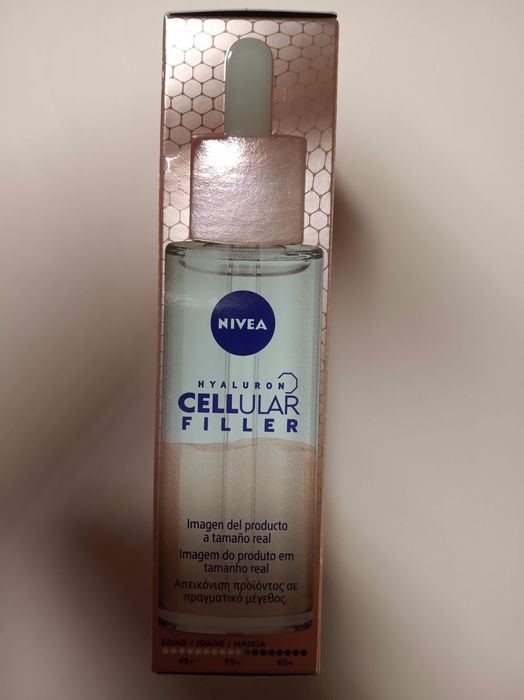 NIVEA
HYALURON
CELLULAR
FILLER
Imagen del producto
a tamaño real
Imagem do produto em
tamanho real
Απεικόνιση προϊόντος σε
πραγματικό μέγεθος.
EDAD / IDADE / ΗΛΙΚΙΑ
45+ 55+ 65+